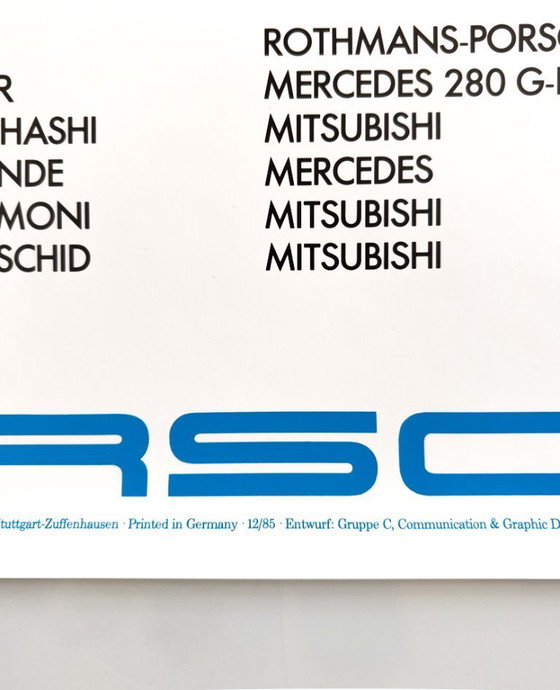 ROTHMANS-PORSC
R MERCEDES 280 G-
HASHI MITSUBISHI
NDE MERCEDES
MONI MITSUBISHI
SCHID MITSUBISHI
RSC
Stuttgart-Zuffenhausen · Printed in Germany · 12/85 · Entwurf: Gruppe C, Communication & Graphic D